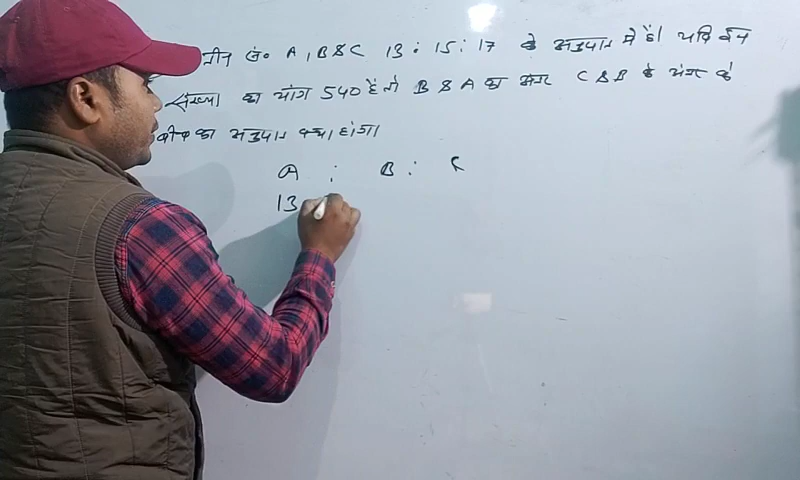 तीन सं० A, B & C 13 : 15 : 17 के अनुपात में हैं। यदि इन
संख्या का योग 540 है तो B & A का अन्तर C & B के अंतर के
बीच का अनुपात क्या होगा।
A : B : C
13